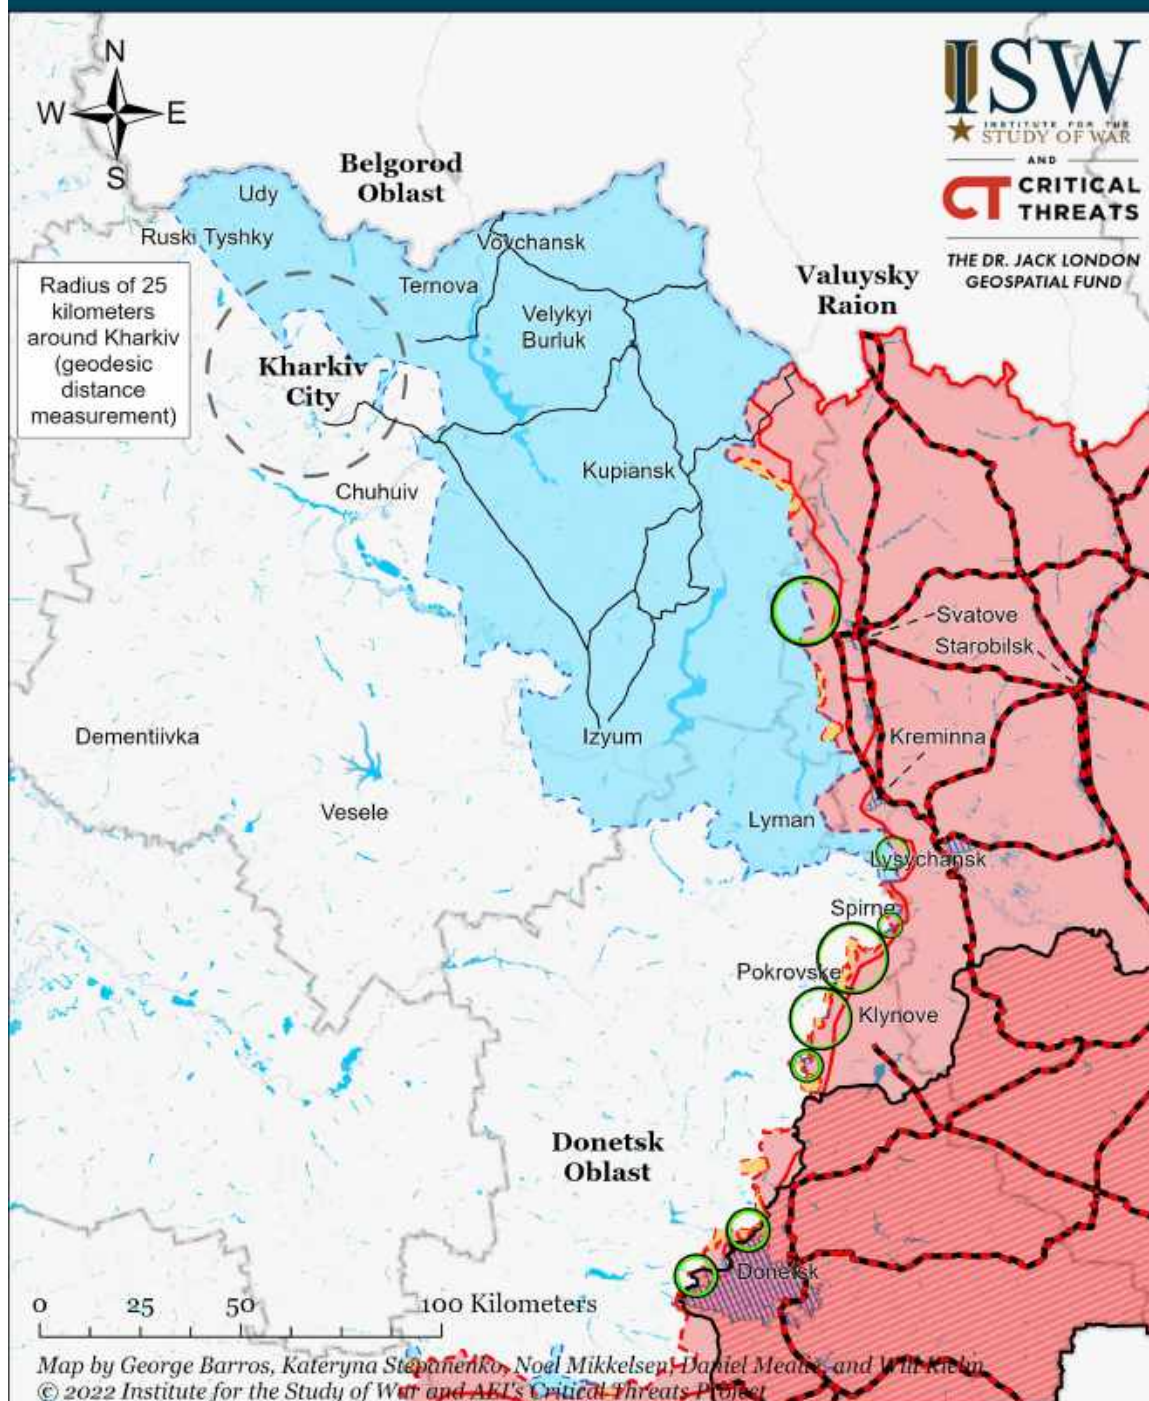 N
W E
S
ISW
INSTITUTE FOR THE
STUDY OF WAR
AND
CT CRITICAL
THREATS
THE DR. JACK LONDON
GEOSPATIAL FUND
Belgorod
Oblast
Udy
Ruski Tyshky
Vovchansk
Ternova
Valuysky
Raion
Radius of 25
kilometers
around Kharkiv
(geodesic
distance
measurement)
Velykyi
Burluk
Kharkiv
City
Kupiansk
Chuhuiv
Svatove
Starobilsk
Dementiivka
Izyum
Kreminna
Vesele
Lyman
Lysychansk
Spirne
Pokrovske
Klynove
Donetsk
Oblast
Donetsk
0 25 50 100 Kilometers
Map by George Barros, Kateryna Stepanenko, Noel Mikkelsen, Daniel Mealie, and Will Kielm
© 2022 Institute for the Study of War and AEI's Critical Threats Project